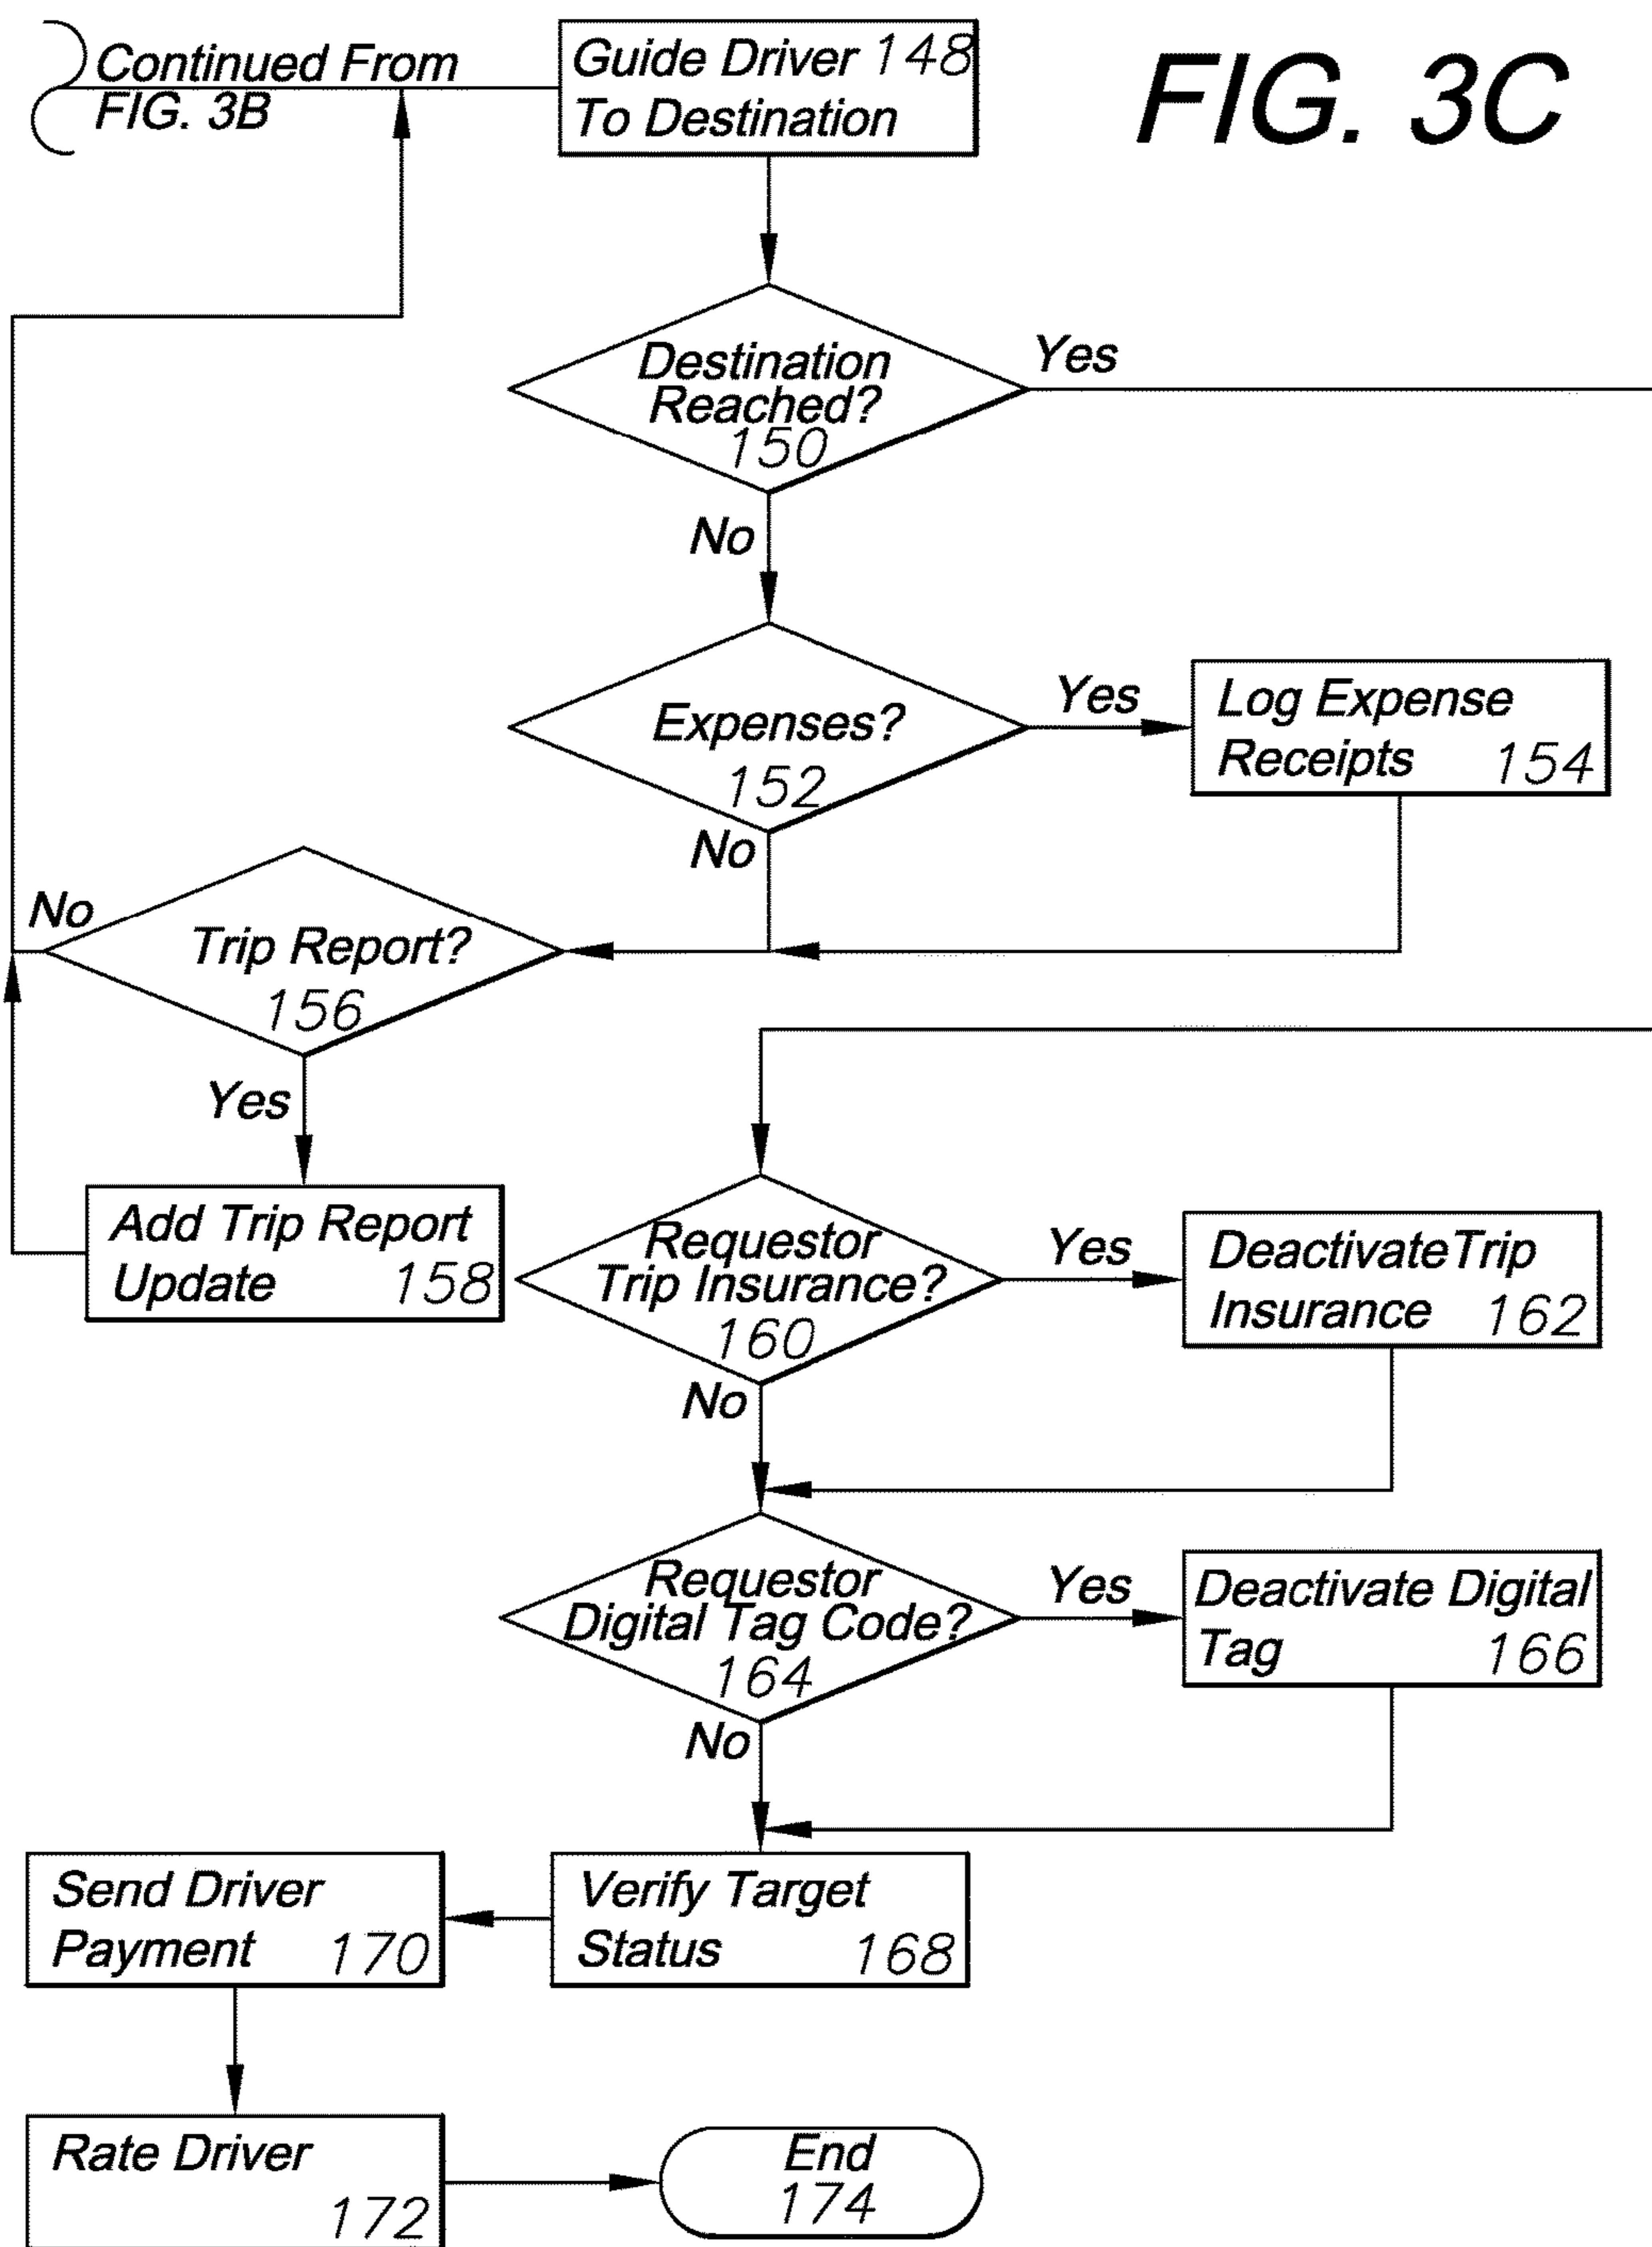 Continued From
FIG. 3B
Guide Driver 148
To Destination
FIG. 3C
Destination
Reached?
150
Yes
No
Expenses?
152
Yes
Log Expense
Receipts 154
No
Trip Report?
156
No
Yes
Add Trip Report
Update 158
Requestor
Trip Insurance?
160
Yes
DeactivateTrip
Insurance 162
No
Requestor
Digital Tag Code?
164
Yes
Deactivate Digital
Tag 166
No
Verify Target
Status 168
Send Driver
Payment 170
Rate Driver
172
End
174